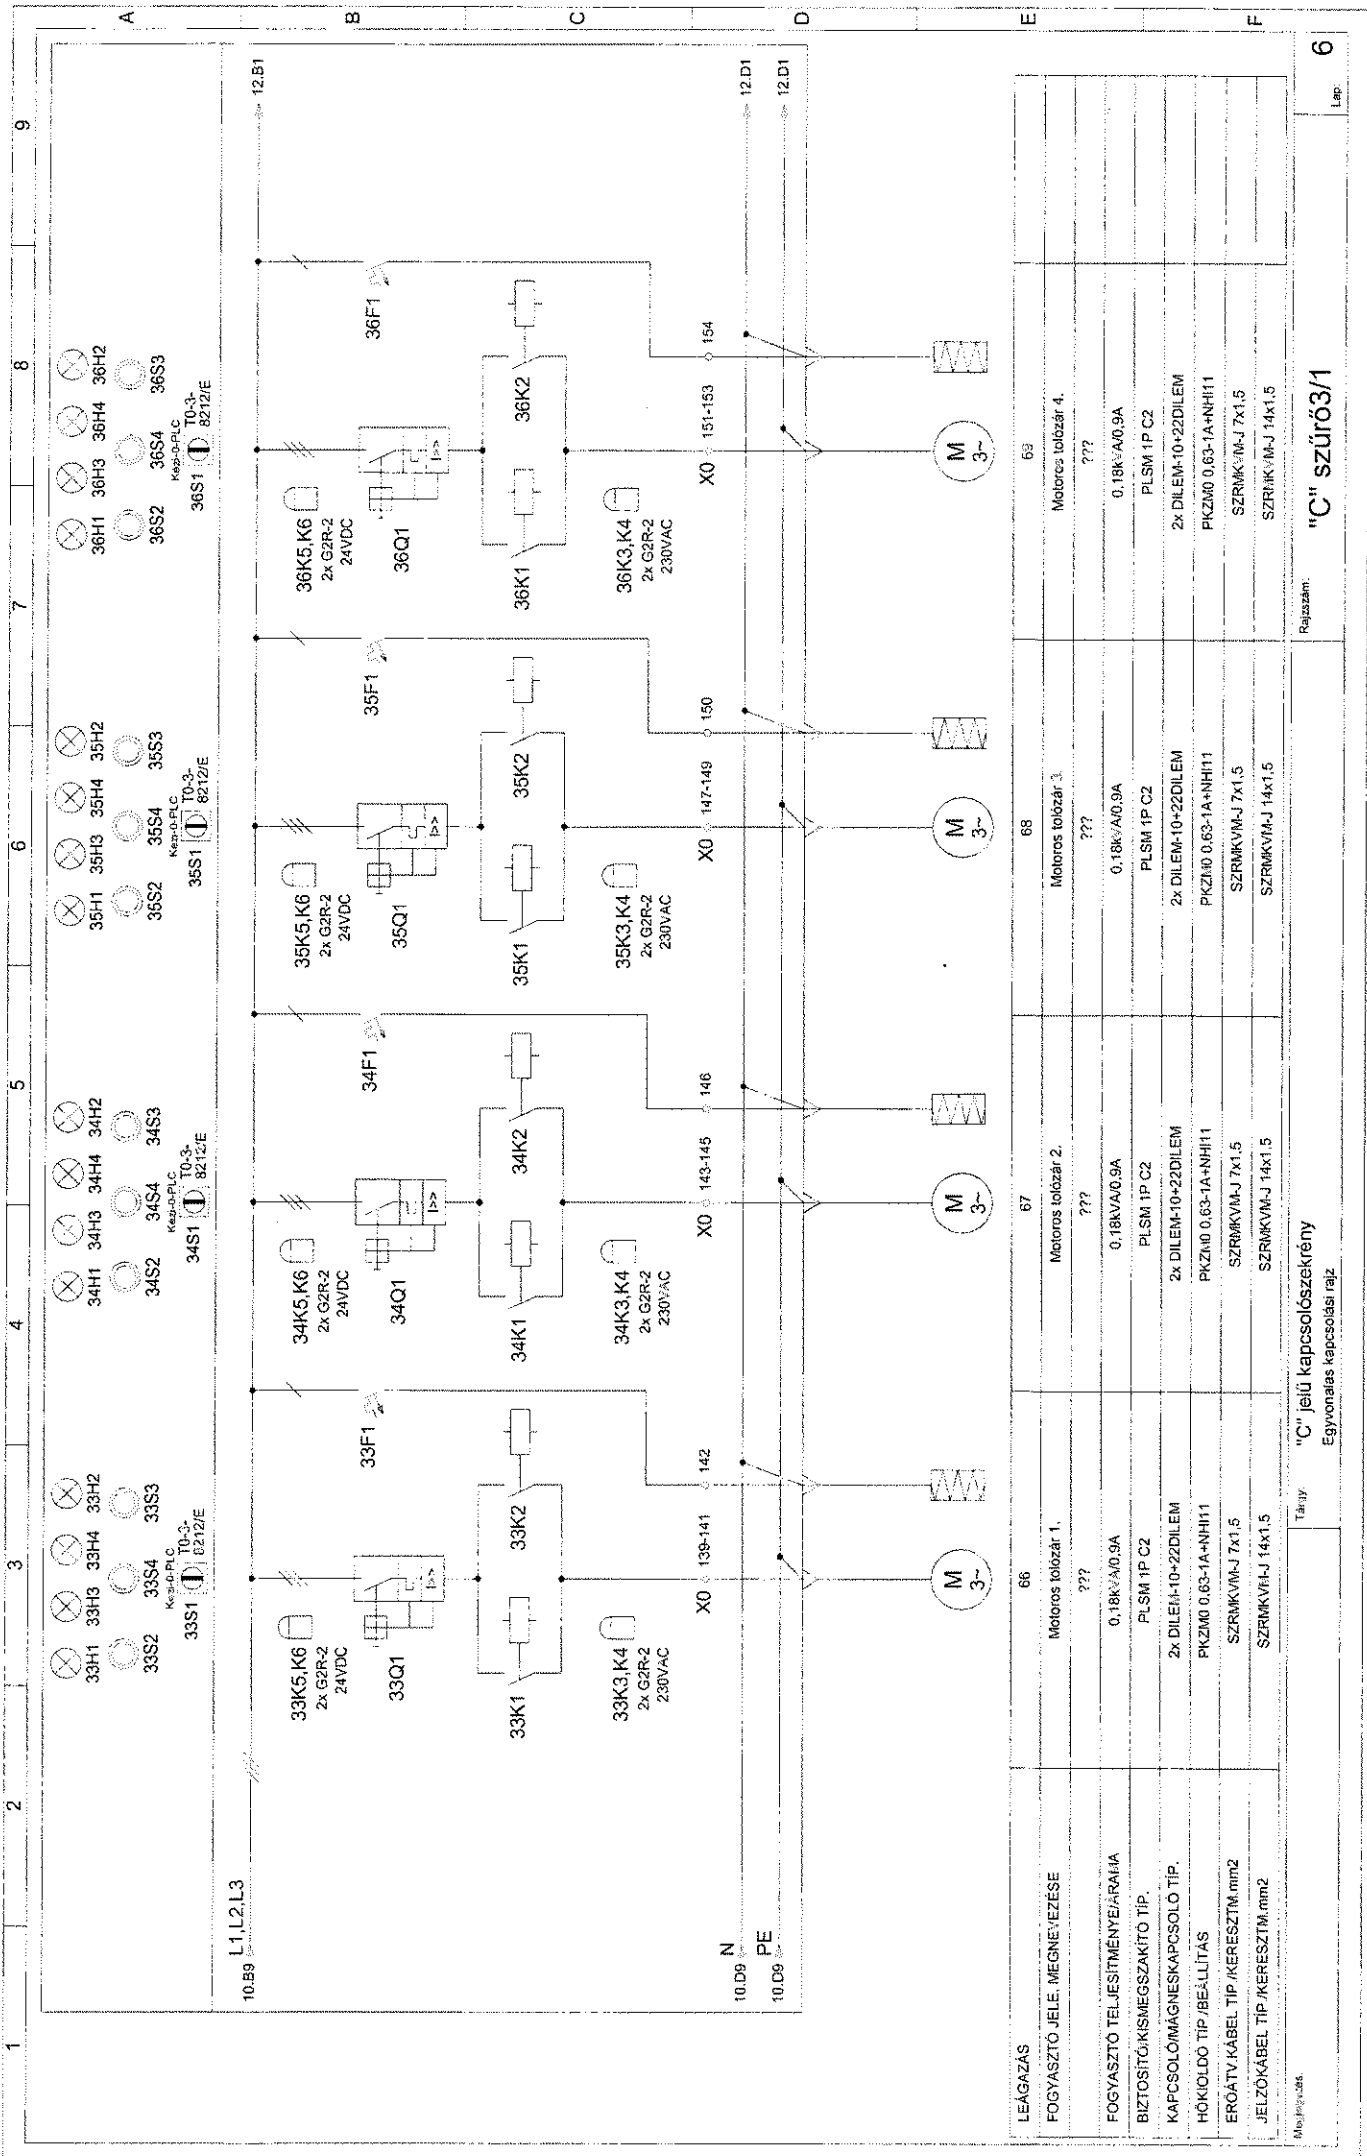 1 2 3 4 5 6 7 8 9
A
B
C
D
E
F
33H1 33H3 33H4 33H2
33S2 33S4 33S3
Kézi-0-PLC
33S1 T0-3-
8212/E
34H1 34H3 34H4 34H2
34S2 34S4 34S3
Kézi-0-PLC
34S1 T0-3-
8212/E
35H1 35H3 35H4 35H2
35S2 35S4 35S3
Kézi-0-PLC
35S1 T0-3-
8212/E
36H1 36H3 36H4 36H2
36S2 36S4 36S3
Kézi-0-PLC
36S1 T0-3-
8212/E
L1,L2,L3
10.B9
12.B1
33K5,K6
2x G2R-2
24VDC
33Q1
I>>
33F1
33K1
33K2
33K3,K4
2x G2R-2
230VAC
X0 139-141 142
34K5,K6
2x G2R-2
24VDC
34Q1
I>>
34F1
34K1
34K2
34K3,K4
2x G2R-2
230VAC
X0 143-145 146
35K5,K6
2x G2R-2
24VDC
35Q1
I>>
35F1
35K1
35K2
35K3,K4
2x G2R-2
230VAC
X0 147-149 150
36K5,K6
2x G2R-2
24VDC
36Q1
I>>
36F1
36K1
36K2
36K3,K4
2x G2R-2
230VAC
X0 151-153 154
N
10.D9
12.D1
PE
10.D9
12.D1
M
3~
M
3~
M
3~
M
3~
LEÁGAZÁS 66 67 68 69
FOGYASZTÓ JELE, MEGNEVEZÉSE Motoros tolózár 1. Motoros tolózár 2. Motoros tolózár 3. Motoros tolózár 4.
??? ??? ??? ???
FOGYASZTÓ TELJESÍTMÉNYE/ÁRAMA 0,18kVA/0,9A 0,18kVA/0,9A 0,18kVA/0,9A 0,18kVA/0,9A
BIZTOSÍTÓ/KISMEGSZAKÍTÓ TÍP. PLSM 1P C2 PLSM 1P C2 PLSM 1P C2 PLSM 1P C2
KAPCSOLÓ/MÁGNESKAPCSOLÓ TÍP. 2x DILEM-10+22DILEM 2x DILEM-10+22DILEM 2x DILEM-10+22DILEM 2x DILEM-10+22DILEM
HŐKIOLDÓ TÍP./BEÁLLÍTÁS PKZM0 0,63-1A+NHI11 PKZM0 0,63-1A+NHI11 PKZM0 0,63-1A+NHI11 PKZM0 0,63-1A+NHI11
ERŐÁTV.KÁBEL TÍP./KERESZTM.mm2 SZRMKVM-J 7x1,5 SZRMKVM-J 7x1,5 SZRMKVM-J 7x1,5 SZRMKVM-J 7x1,5
JELZŐKÁBEL TÍP./KERESZTM.mm2 SZRMKVM-J 14x1,5 SZRMKVM-J 14x1,5 SZRMKVM-J 14x1,5 SZRMKVM-J 14x1,5
Megjegyzés:
Tárgy: "C" jelű kapcsolószekrény
Egyvonalas kapcsolási rajz
Rajzszám: "C" szűrő3/1
Lap: 6